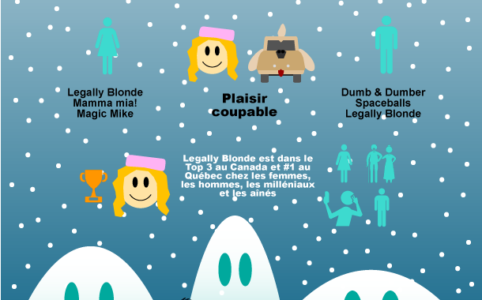 Legally Blonde
Mamma mia!
Magic Mike
Plaisir
coupable
Dumb & Dumber
Spaceballs
Legally Blonde
Legally Blonde est dans le
Top 3 au Canada et #1 au
Québec chez les femmes,
les hommes, les milléniaux
et les aînés